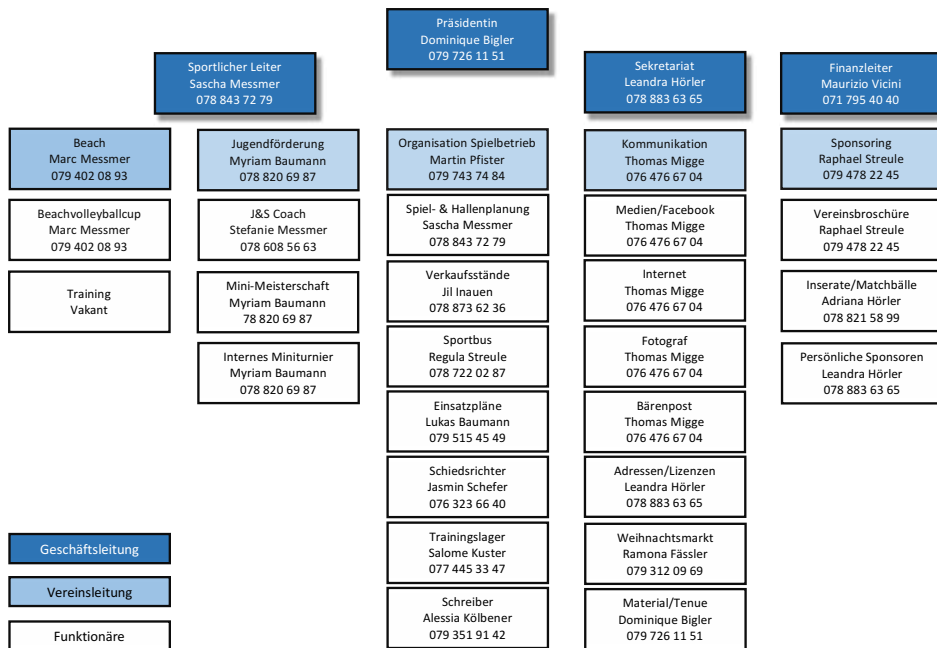 Präsidentin
Dominique Bigler
079 726 11 51
Sportlicher Leiter
Sascha Messmer
078 843 72 79
Sekretariat
Leandra Hörler
078 883 63 65
Finanzleiter
Maurizio Vicini
071 795 40 40
Beach
Marc Messmer
079 402 08 93
Beachvolleyballcup
Marc Messmer
079 402 08 93
Training
Vakant
Jugendförderung
Myriam Baumann
078 820 69 87
J&S Coach
Stefanie Messmer
078 608 56 63
Mini-Meisterschaft
Myriam Baumann
78 820 69 87
Internes Miniturnier
Myriam Baumann
078 820 69 87
Organisation Spielbetrieb
Martin Pfister
079 743 74 84
Spiel- & Hallenplanung
Sascha Messmer
078 843 72 79
Verkaufsstände
Jil Inauen
078 873 62 36
Sportbus
Regula Streule
078 722 02 87
Einsatzpläne
Lukas Baumann
079 515 45 49
Schiedsrichter
Jasmin Schefer
076 323 66 40
Trainingslager
Salome Kuster
077 445 33 47
Schreiber
Alessia Kölbener
079 351 91 42
Kommunikation
Thomas Migge
076 476 67 04
Medien/Facebook
Thomas Migge
076 476 67 04
Internet
Thomas Migge
076 476 67 04
Fotograf
Thomas Migge
076 476 67 04
Bärenpost
Thomas Migge
076 476 67 04
Adressen/Lizenzen
Leandra Hörler
078 883 63 65
Weihnachtsmarkt
Ramona Fässler
079 312 09 69
Material/Tenue
Dominique Bigler
079 726 11 51
Sponsoring
Raphael Streule
079 478 22 45
Vereinsbroschüre
Raphael Streule
079 478 22 45
Inserate/Matchbälle
Adriana Hörler
078 821 58 99
Persönliche Sponsoren
Leandra Hörler
078 883 63 65
Geschäftsleitung
Vereinsleitung
Funktionäre